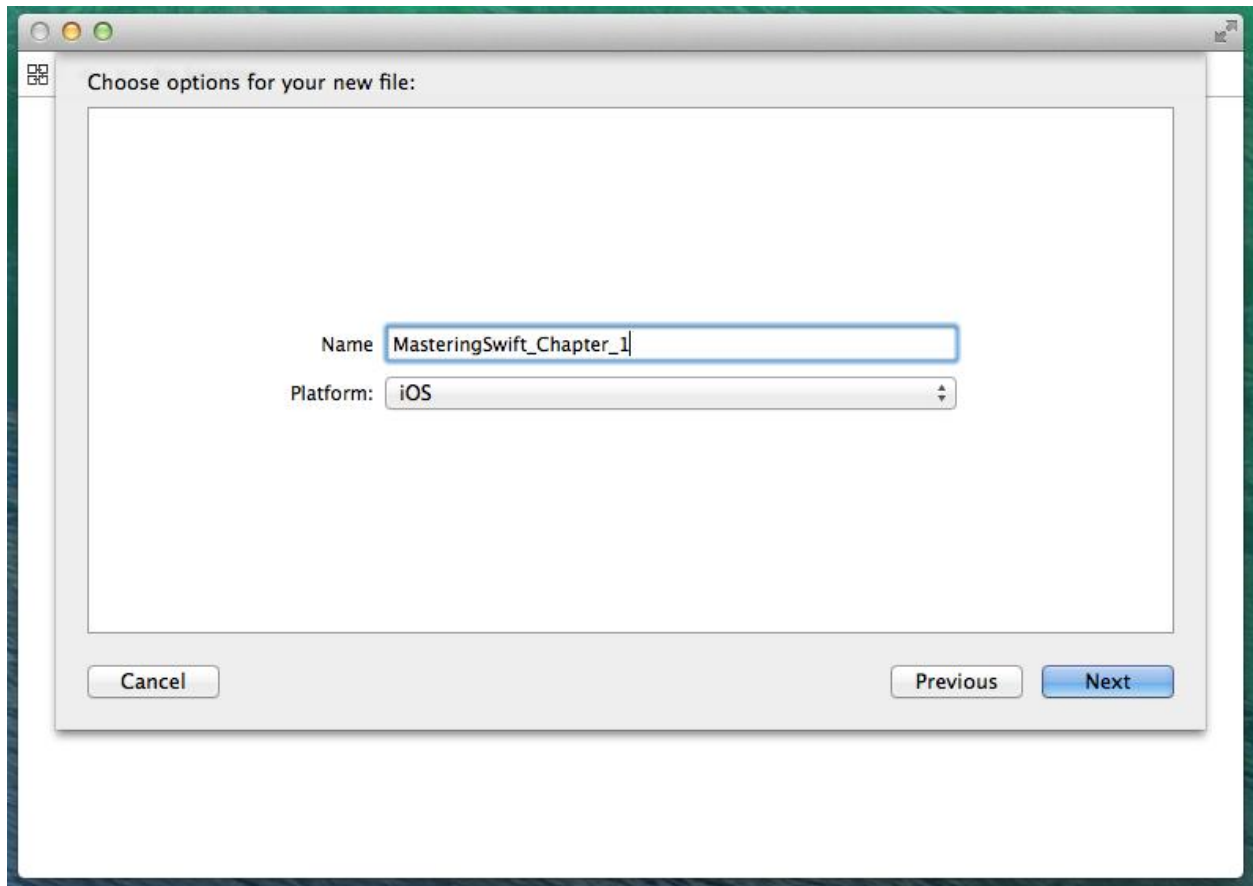 Choose options for your new file:
Name MasteringSwift_Chapter_1
Platform: iOS
Cancel Previous Next